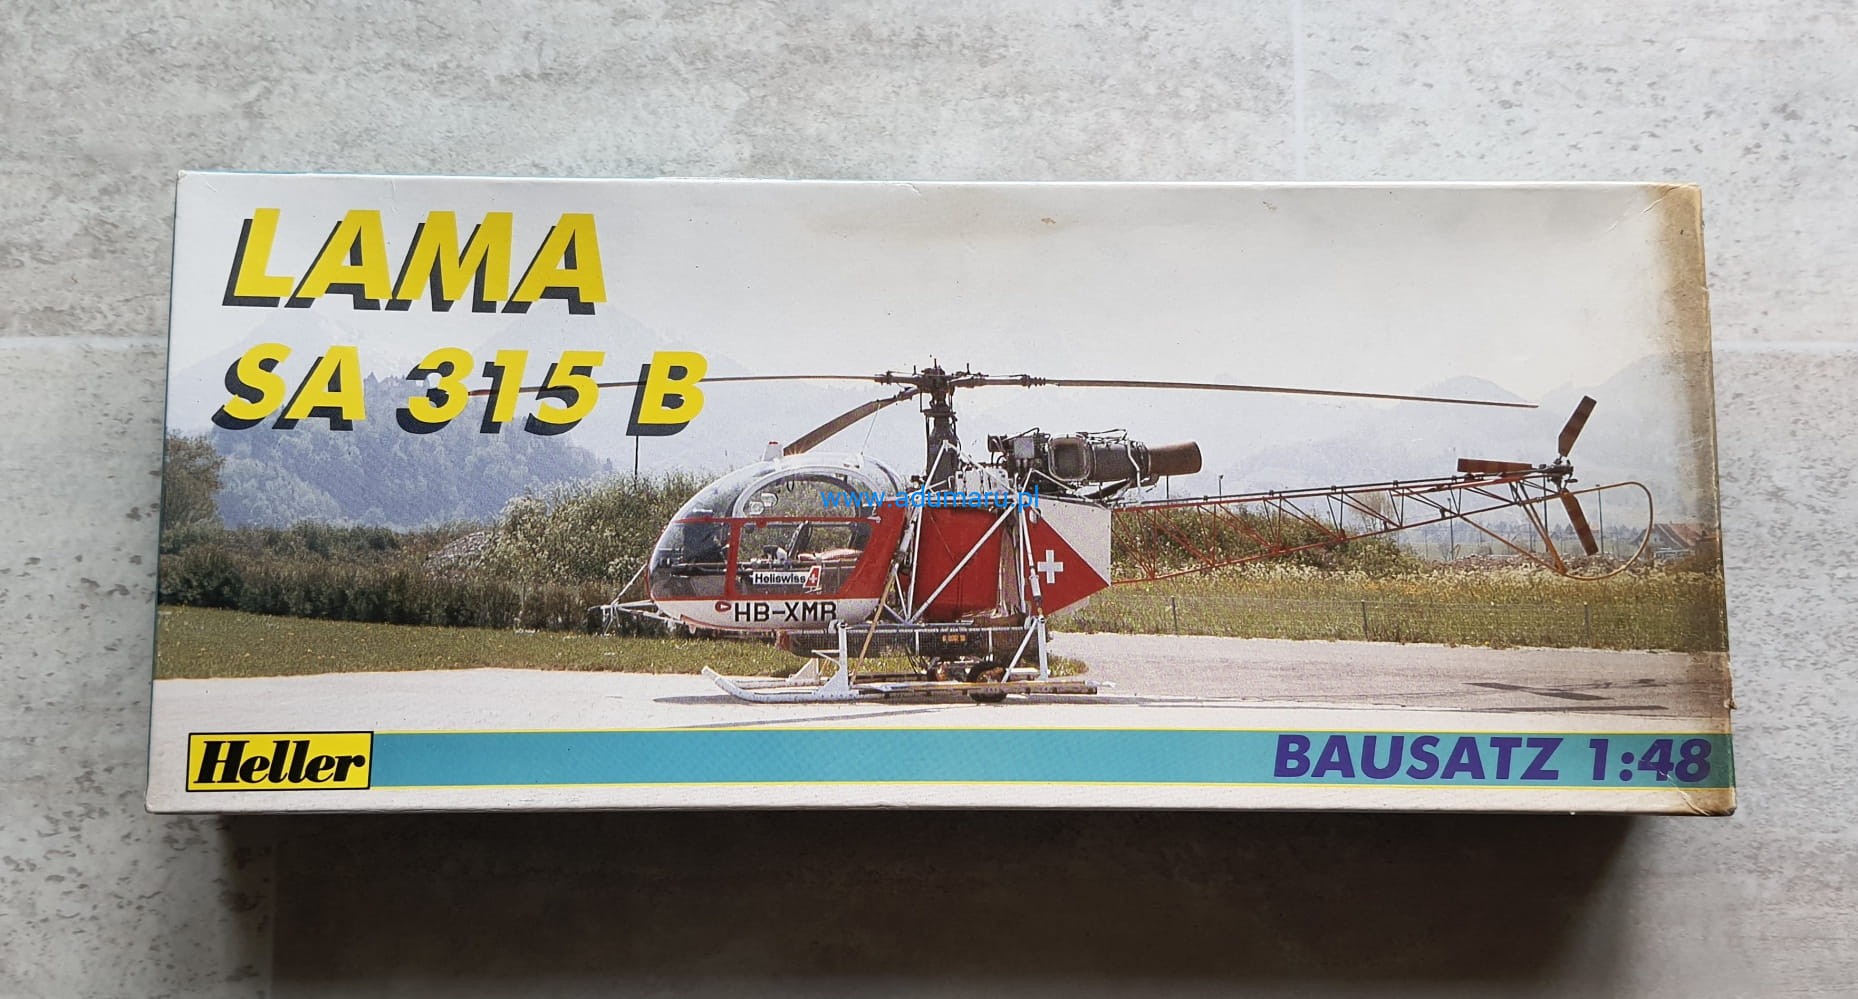 LAMA
SA 315 B
www.adumaru.pl
Heliswiss
HB-XMR
Heller
BAUSATZ 1:48